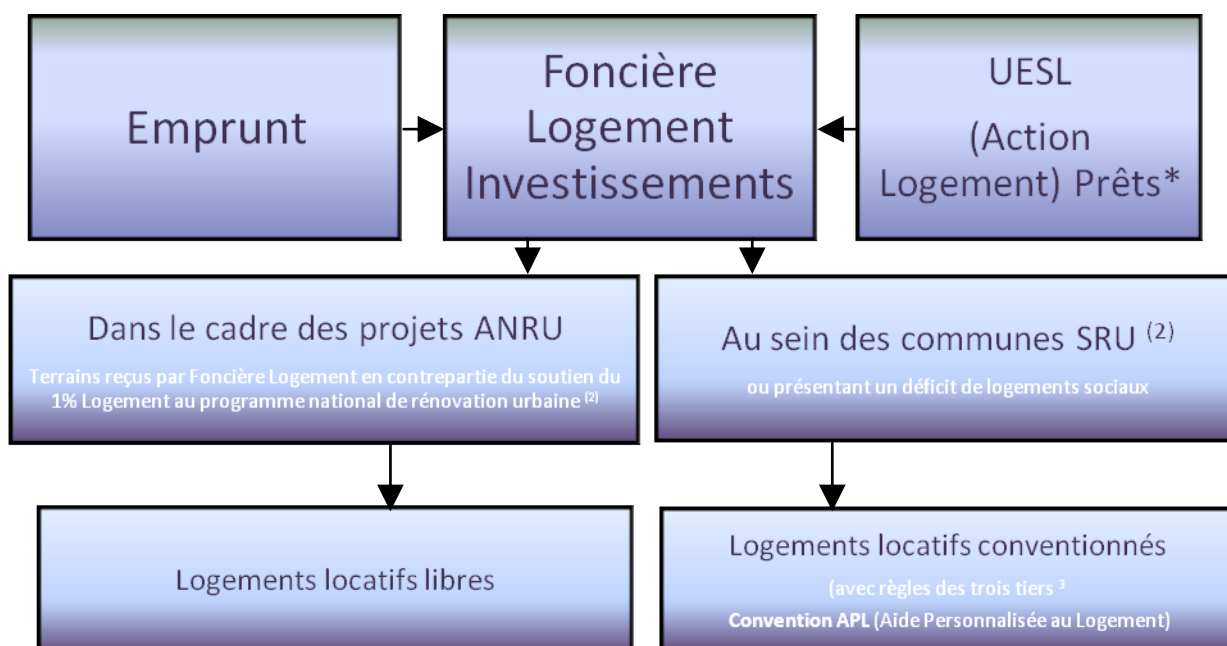 Emprunt
Foncière
Logement
Investissements
UESL
(Action
Logement) Prêts*
Dans le cadre des projets ANRU
Terrains reçus par Foncière Logement en contrepartie du soutien du
1% Logement au programme national de rénovation urbaine (2)
Au sein des communes SRU (2)
ou présentant un déficit de logements sociaux
Logements locatifs libres
Logements locatifs conventionnés
(avec règles des trois tiers 3
Convention APL (Aide Personnalisée au Logement)